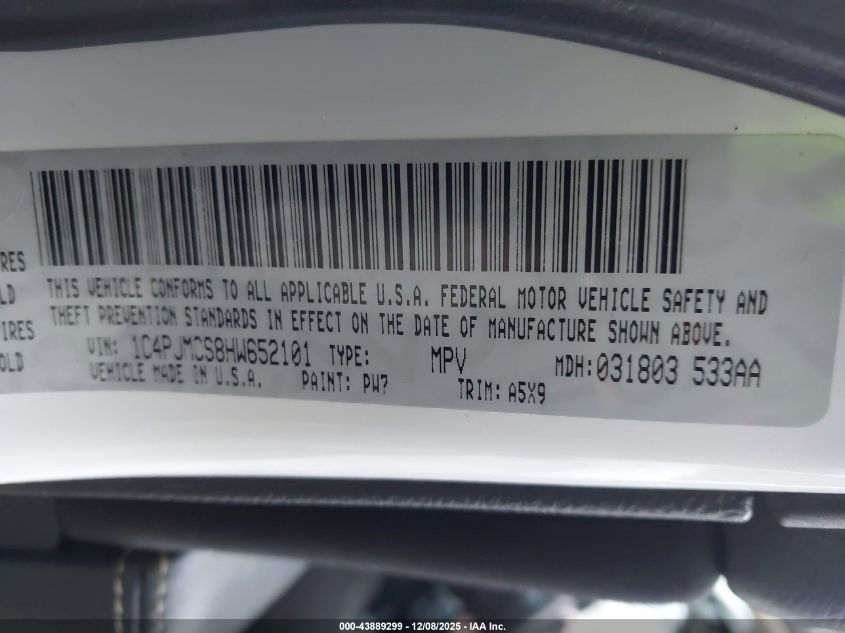 RES
LD
IRES
OLD
THIS VEHICLE CONFORMS TO ALL APPLICABLE U.S.A. FEDERAL MOTOR VEHICLE SAFETY AND
THEFT PREVENTION STANDARDS IN EFFECT ON THE DATE OF MANUFACTURE SHOWN ABOVE.
VIN: 1C4PJMCS8HW652101 TYPE: MPV MDH:031803 533AA
VEHICLE MADE IN U.S.A. PAINT: PW7 TRIM: A5X9
000-43889299 - 12/08/2025 - IAA Inc.